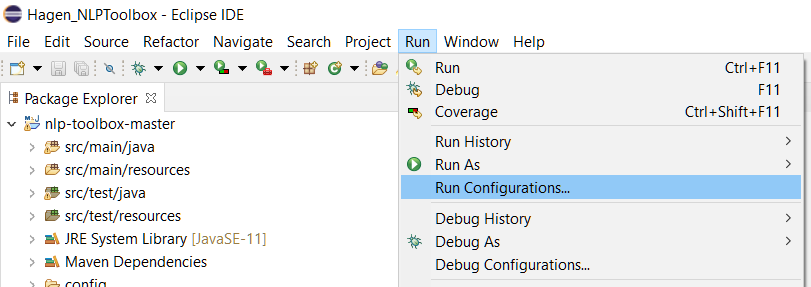 Hagen_NLPToolbox - Eclipse IDE
File Edit Source Refactor Navigate Search Project Run Window Help
Package Explorer
nlp-toolbox-master
src/main/java
src/main/resources
src/test/java
src/test/resources
JRE System Library [JavaSE-11]
Maven Dependencies
config
Run Ctrl+F11
Debug F11
Coverage Ctrl+Shift+F11
Run History
Run As
Run Configurations...
Debug History
Debug As
Debug Configurations...